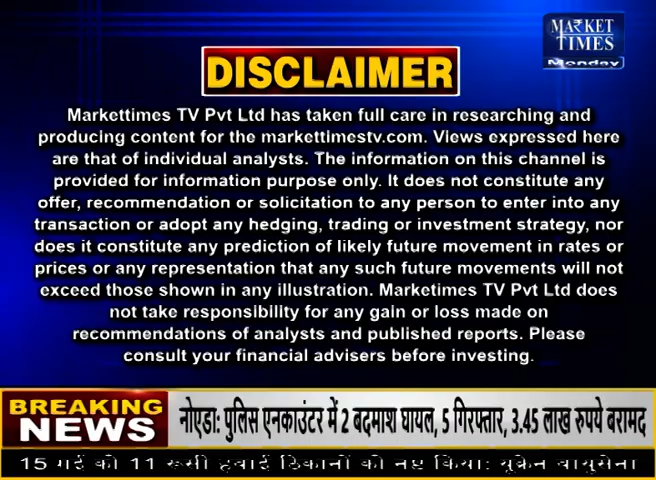 MARKET
TIMES
Monday
DISCLAIMER
Markettimes TV Pvt Ltd has taken full care in researching and
producing content for the markettimestv.com. Views expressed here
are that of individual analysts. The information on this channel is
provided for information purpose only. It does not constitute any
offer, recommendation or solicitation to any person to enter into any
transaction or adopt any hedging, trading or investment strategy, nor
does it constitute any prediction of likely future movement in rates or
prices or any representation that any such future movements will not
exceed those shown in any illustration. Marketimes TV Pvt Ltd does
not take responsibility for any gain or loss made on
recommendations of analysts and published reports. Please
consult your financial advisers before investing.
BREAKING
NEWS
नोएडा: पुलिस एनकाउंटर में 2 बदमाश घायल, 5 गिरफ्तार, 3.45 लाख रुपये बरामद
15 मई को 11 रूसी हवाई ठिकानों को नष्ट किया: यूक्रेन वायुसेना